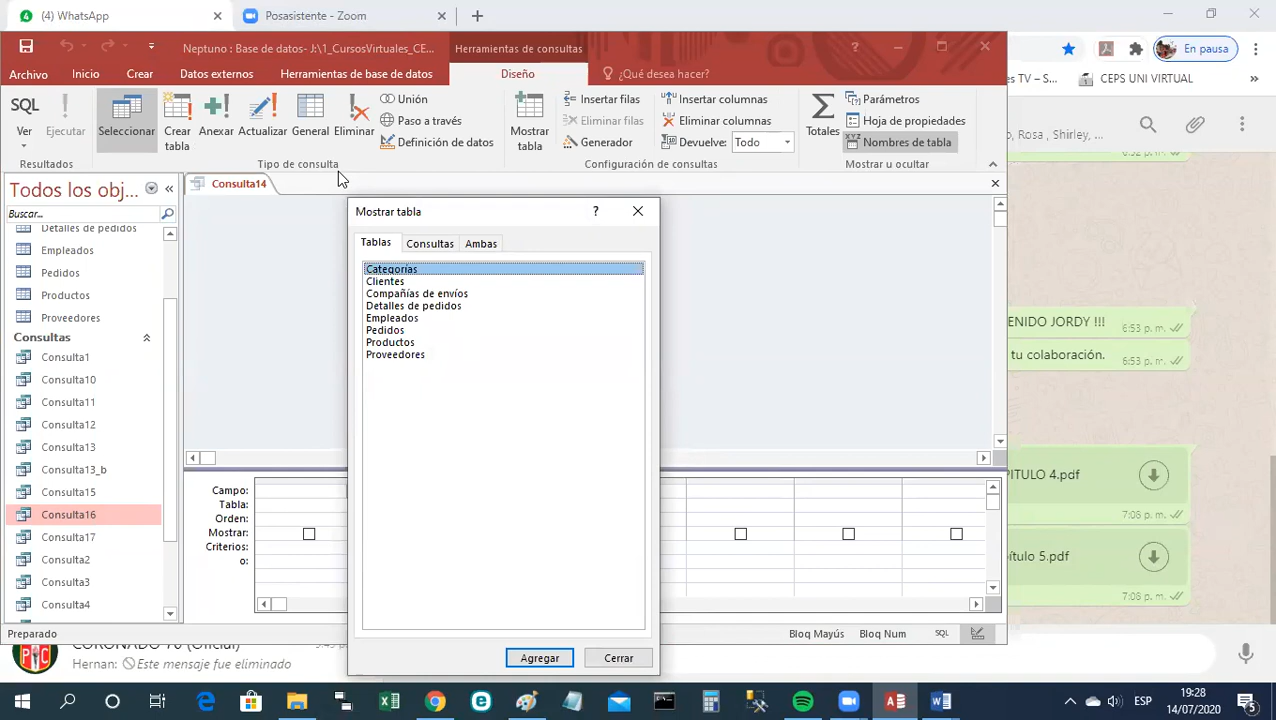 (4) WhatsApp
Posasistente - Zoom
Neptuno : Base de datos- J:\1_CursosVirtuales_CE...
Herramientas de consultas
En pausa
Archivo
Inicio
Crear
Datos externos
Herramientas de base de datos
Diseño
¿Qué desea hacer?
es TV – S...
CEPS UNI VIRTUAL
SQL
Ver
Ejecutar
Seleccionar
Crear tabla
Anexar
Actualizar
General
Eliminar
Unión
Paso a través
Definición de datos
Mostrar tabla
Insertar filas
Eliminar filas
Generador
Insertar columnas
Eliminar columnas
Devuelve: Todo
Totales
Parámetros
Hoja de propiedades
Nombres de tabla
Resultados
Tipo de consulta
Configuración de consultas
Mostrar u ocultar
o, Rosa , Shirley, ...
Todos los obj...
Buscar...
Detalles de pedidos
Empleados
Pedidos
Productos
Proveedores
Consultas
Consulta1
Consulta10
Consulta11
Consulta12
Consulta13
Consulta13_b
Consulta15
Consulta16
Consulta17
Consulta2
Consulta3
Consulta4
Consulta14
Mostrar tabla
Tablas
Consultas
Ambas
Categorías
Clientes
Compañías de envíos
Detalles de pedidos
Empleados
Pedidos
Productos
Proveedores
Agregar
Cerrar
Campo:
Tabla:
Orden:
Mostrar:
Criterios:
o:
ENIDO JORDY !!!
6:53 p. m.
tu colaboración.
6:53 p. m.
PITULO 4.pdf
7:08 p. m.
ítulo 5.pdf
7:08 p. m.
Preparado
Bloq Mayús
Bloq Num
SQL
Hernan: Este mensaje fue eliminado
ESP
19:28
14/07/2020
5